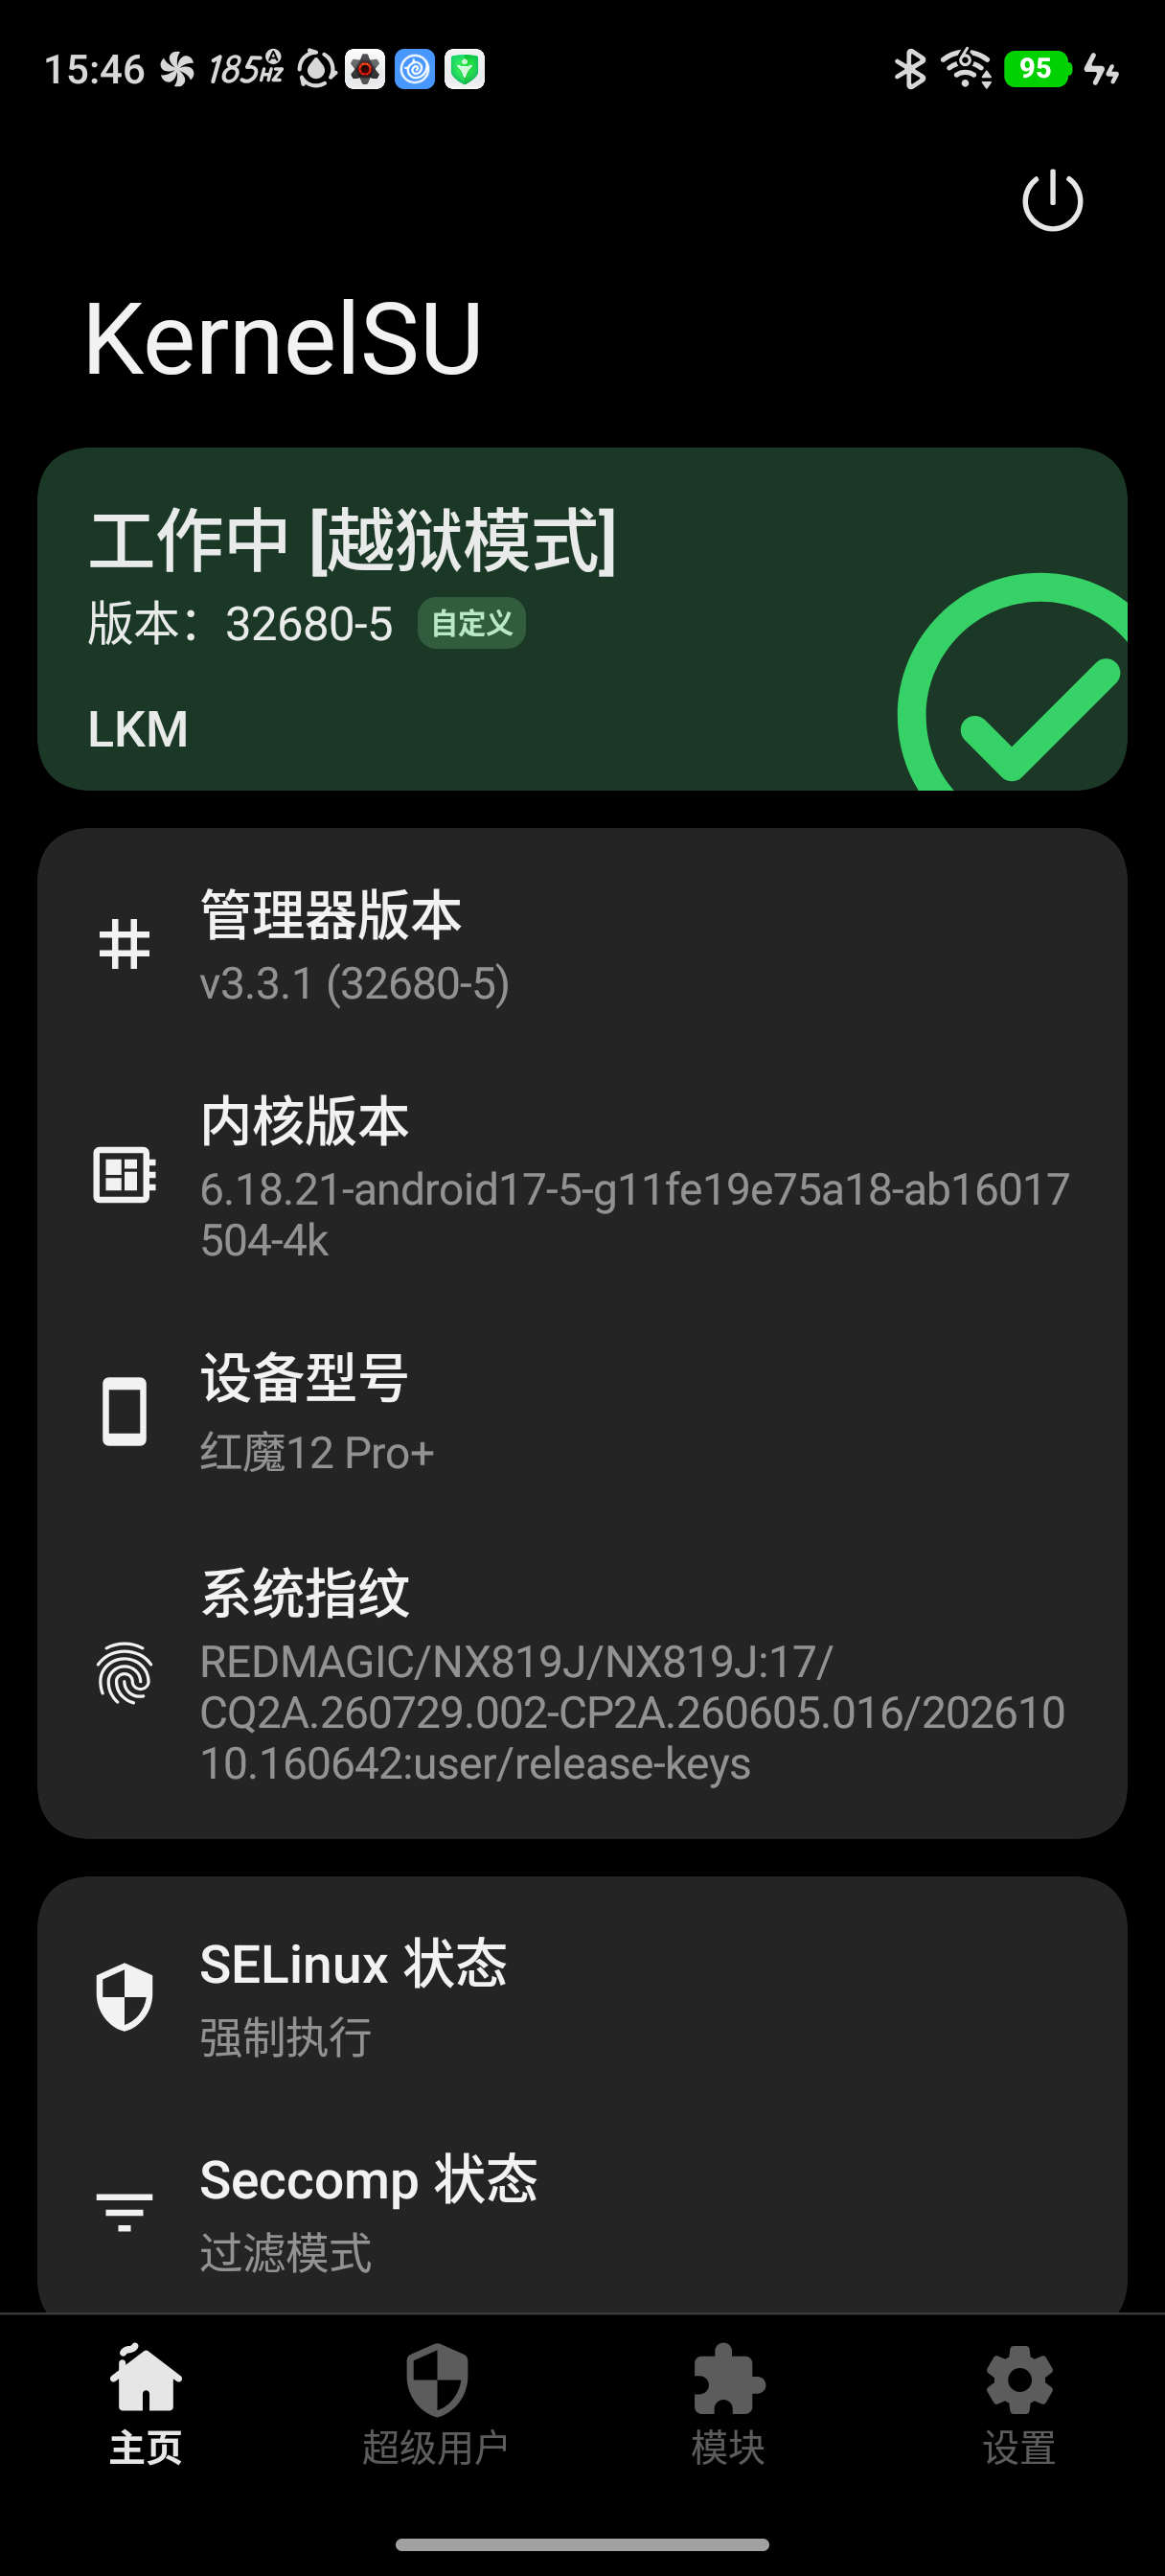 15:46 185HZ A 6 95
KernelSU
工作中 [越狱模式]
版本：32680-5 自定义
LKM
管理器版本
v3.3.1 (32680-5)
内核版本
6.18.21-android17-5-g11fe19e75a18-ab16017
504-4k
设备型号
红魔12 Pro+
系统指纹
REDMAGIC/NX819J/NX819J:17/
CQ2A.260729.002-CP2A.260605.016/202610
10.160642:user/release-keys
SELinux 状态
强制执行
Seccomp 状态
过滤模式
主页 超级用户 模块 设置